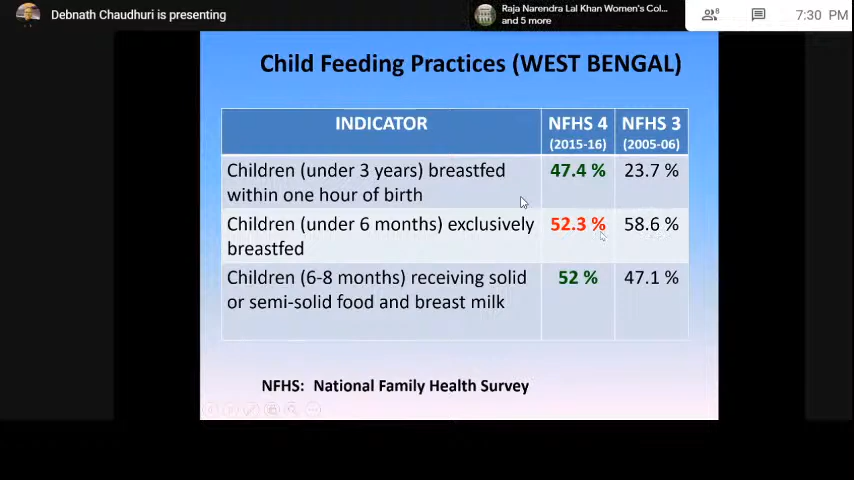 Debnath Chaudhuri is presenting
Raja Narendra Lal Khan Women's Col...
and 5 more
8
7:30 PM
Child Feeding Practices (WEST BENGAL)
INDICATOR
NFHS 4
(2015-16)
NFHS 3
(2005-06)
Children (under 3 years) breastfed
within one hour of birth
47.4 %
23.7 %
Children (under 6 months) exclusively
breastfed
52.3 %
58.6 %
Children (6-8 months) receiving solid
or semi-solid food and breast milk
52 %
47.1 %
NFHS: National Family Health Survey